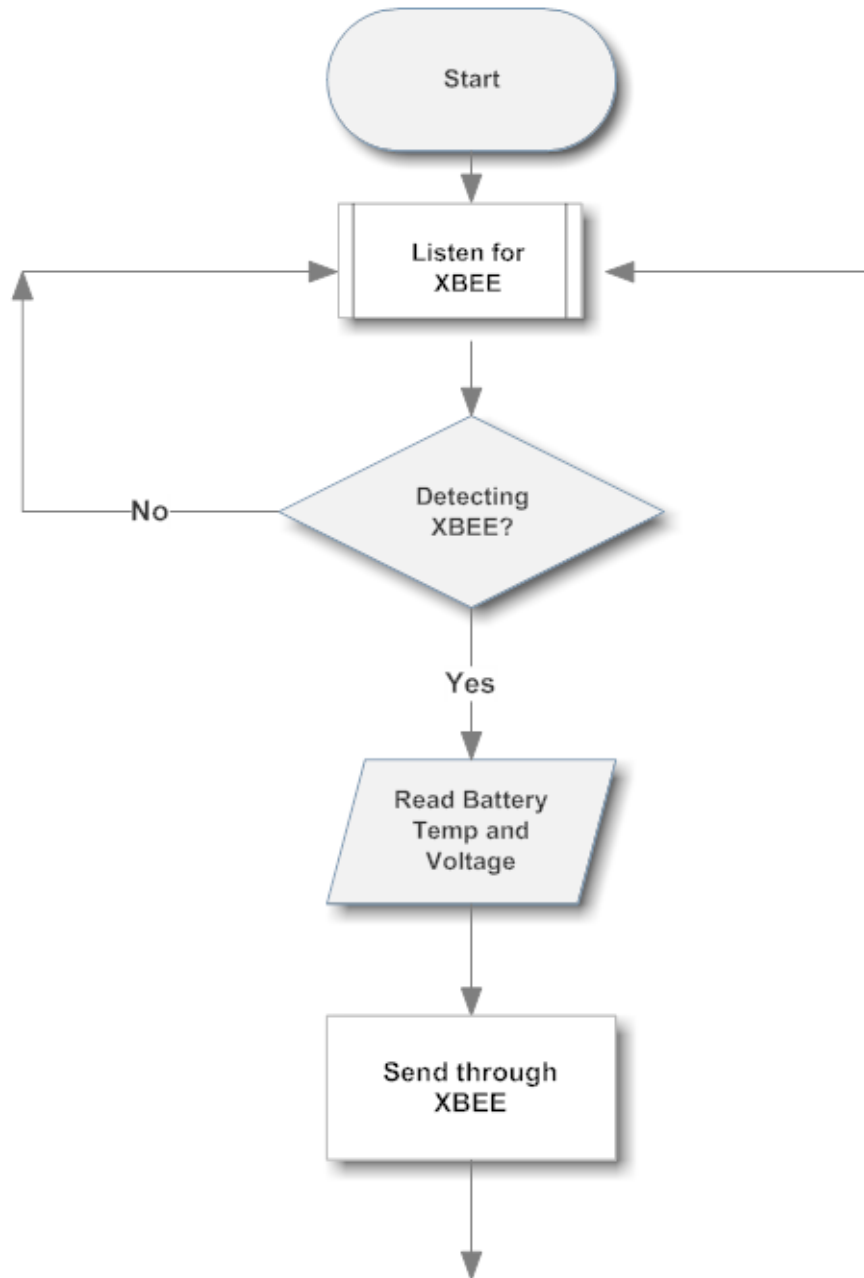 Start
Listen for
XBEE
Detecting
XBEE?
No
Yes
Read Battery
Temp and
Voltage
Send through
XBEE